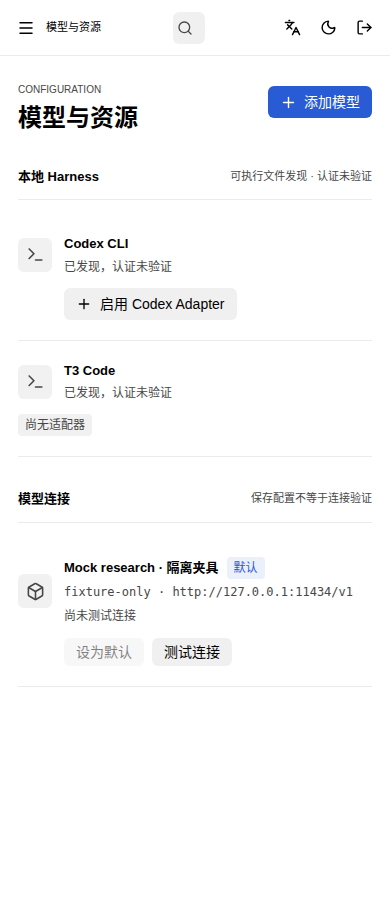 模型与资源
CONFIGURATION
模型与资源
添加模型
本地 Harness
可执行文件发现 · 认证未验证
Codex CLI
已发现，认证未验证
启用 Codex Adapter
T3 Code
已发现，认证未验证
尚无适配器
模型连接
保存配置不等于连接验证
Mock research · 隔离夹具 默认
fixture-only · http://127.0.0.1:11434/v1
尚未测试连接
设为默认 测试连接